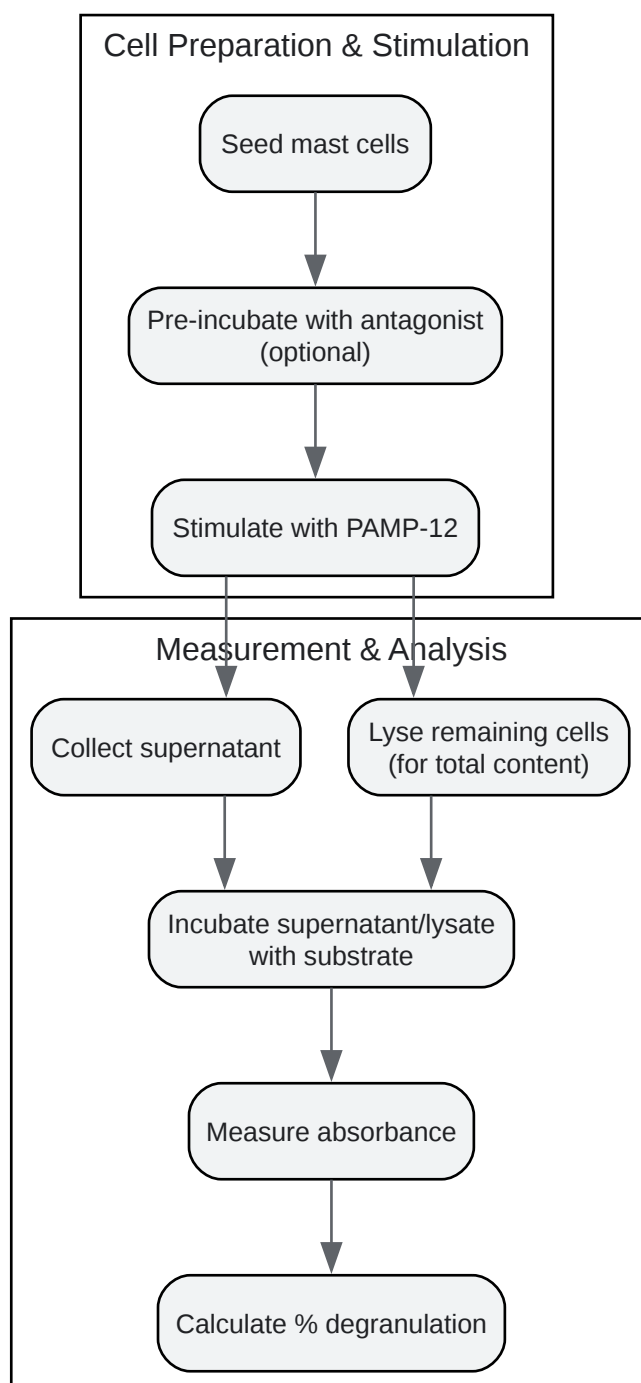 Cell Preparation & Stimulation
Seed mast cells
Pre-incubate with antagonist
(optional)
Stimulate with PAMP-12
Measurement & Analysis
Collect supernatant
Lyse remaining cells
(for total content)
Incubate supernatant/lysate
with substrate
Measure absorbance
Calculate % degranulation